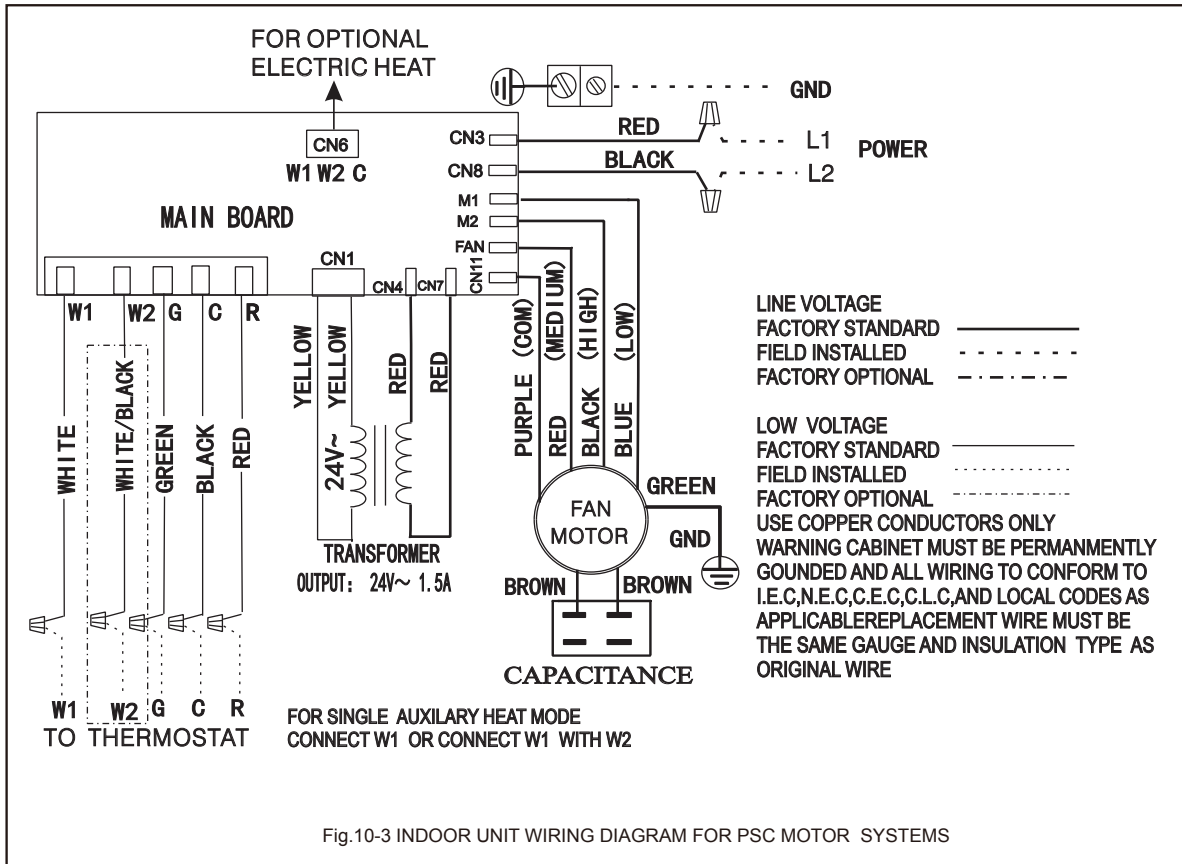 FOR OPTIONAL
ELECTRIC HEAT
GND
CN6
W1 W2 C
CN3
RED
L1
POWER
CN8
BLACK
L2
M1
M2
MAIN BOARD
FAN
CN11
CN1
CN4
CN7
W1
W2
G
C
R
YELLOW
YELLOW
RED
RED
PURPLE (COM)
RED (MEDIUM)
BLACK (HIGH)
BLUE (LOW)
WHITE
WHITE/BLACK
GREEN
BLACK
RED
24V~
TRANSFORMER
OUTPUT: 24V~ 1.5A
FAN
MOTOR
GREEN
GND
BROWN
BROWN
CAPACITANCE
LINE VOLTAGE
FACTORY STANDARD
FIELD INSTALLED
FACTORY OPTIONAL
LOW VOLTAGE
FACTORY STANDARD
FIELD INSTALLED
FACTORY OPTIONAL
USE COPPER CONDUCTORS ONLY
WARNING CABINET MUST BE PERMANMENTLY
GOUNDED AND ALL WIRING TO CONFORM TO
I.E.C,N.E.C,C.E.C,C.L.C,AND LOCAL CODES AS
APPLICABLEREPLACEMENT WIRE MUST BE
THE SAME GAUGE AND INSULATION TYPE AS
ORIGINAL WIRE
W1 W2 G C R
TO THERMOSTAT
FOR SINGLE AUXILARY HEAT MODE
CONNECT W1 OR CONNECT W1 WITH W2
Fig.10-3 INDOOR UNIT WIRING DIAGRAM FOR PSC MOTOR SYSTEMS